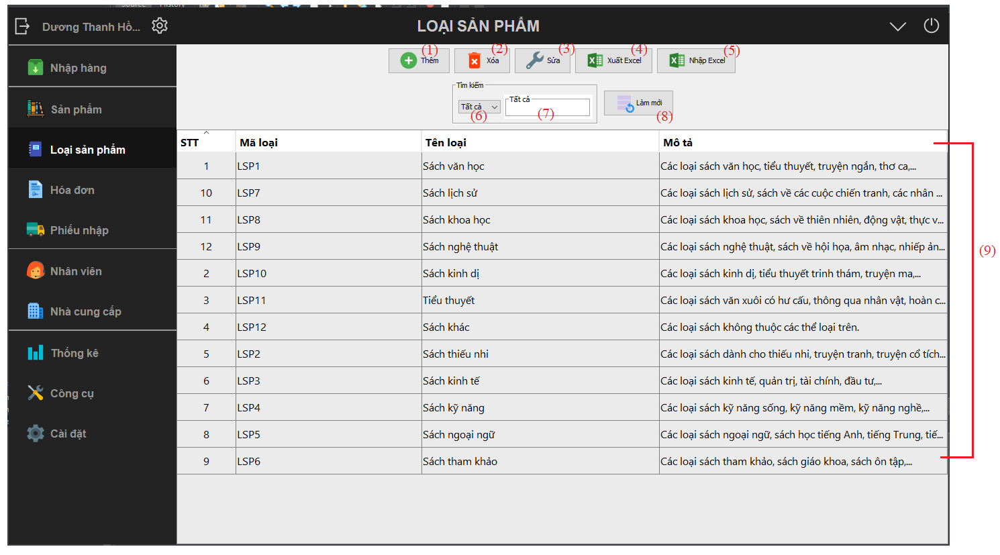 Source History
Dương Thanh Hồ...
LOẠI SẢN PHẨM
Nhập hàng
Sản phẩm
Loại sản phẩm
Hóa đơn
Phiếu nhập
Nhân viên
Nhà cung cấp
Thống kê
Công cụ
Cài đặt
(1) (2) (3) (4) (5)
Thêm Xóa Sửa Xuất Excel Nhập Excel
Tìm kiếm
Tất cả
Tất cả
Làm mới
(6) (7) (8)
STT Mã loại Tên loại Mô tả
1 LSP1 Sách văn học Các loại sách văn học, tiểu thuyết, truyện ngắn, thơ ca,...
10 LSP7 Sách lịch sử Các loại sách lịch sử, sách về các cuộc chiến tranh, các nhân ...
11 LSP8 Sách khoa học Các loại sách khoa học, sách về thiên nhiên, động vật, thực v...
12 LSP9 Sách nghệ thuật Các loại sách nghệ thuật, sách về hội họa, âm nhạc, nhiếp ản...
(9)
2 LSP10 Sách kinh dị Các loại sách kinh dị, tiểu thuyết trinh thám, truyện ma,...
3 LSP11 Tiểu thuyết Các loại sách văn xuôi có hư cấu, thông qua nhân vật, hoàn c...
4 LSP12 Sách khác Các loại sách không thuộc các thể loại trên.
5 LSP2 Sách thiếu nhi Các loại sách dành cho thiếu nhi, truyện tranh, truyện cổ tích...
6 LSP3 Sách kinh tế Các loại sách kinh tế, quản trị, tài chính, đầu tư,...
7 LSP4 Sách kỹ năng Các loại sách kỹ năng sống, kỹ năng mềm, kỹ năng nghề,...
8 LSP5 Sách ngoại ngữ Các loại sách ngoại ngữ, sách học tiếng Anh, tiếng Trung, tiế...
9 LSP6 Sách tham khảo Các loại sách tham khảo, sách giáo khoa, sách ôn tập,...